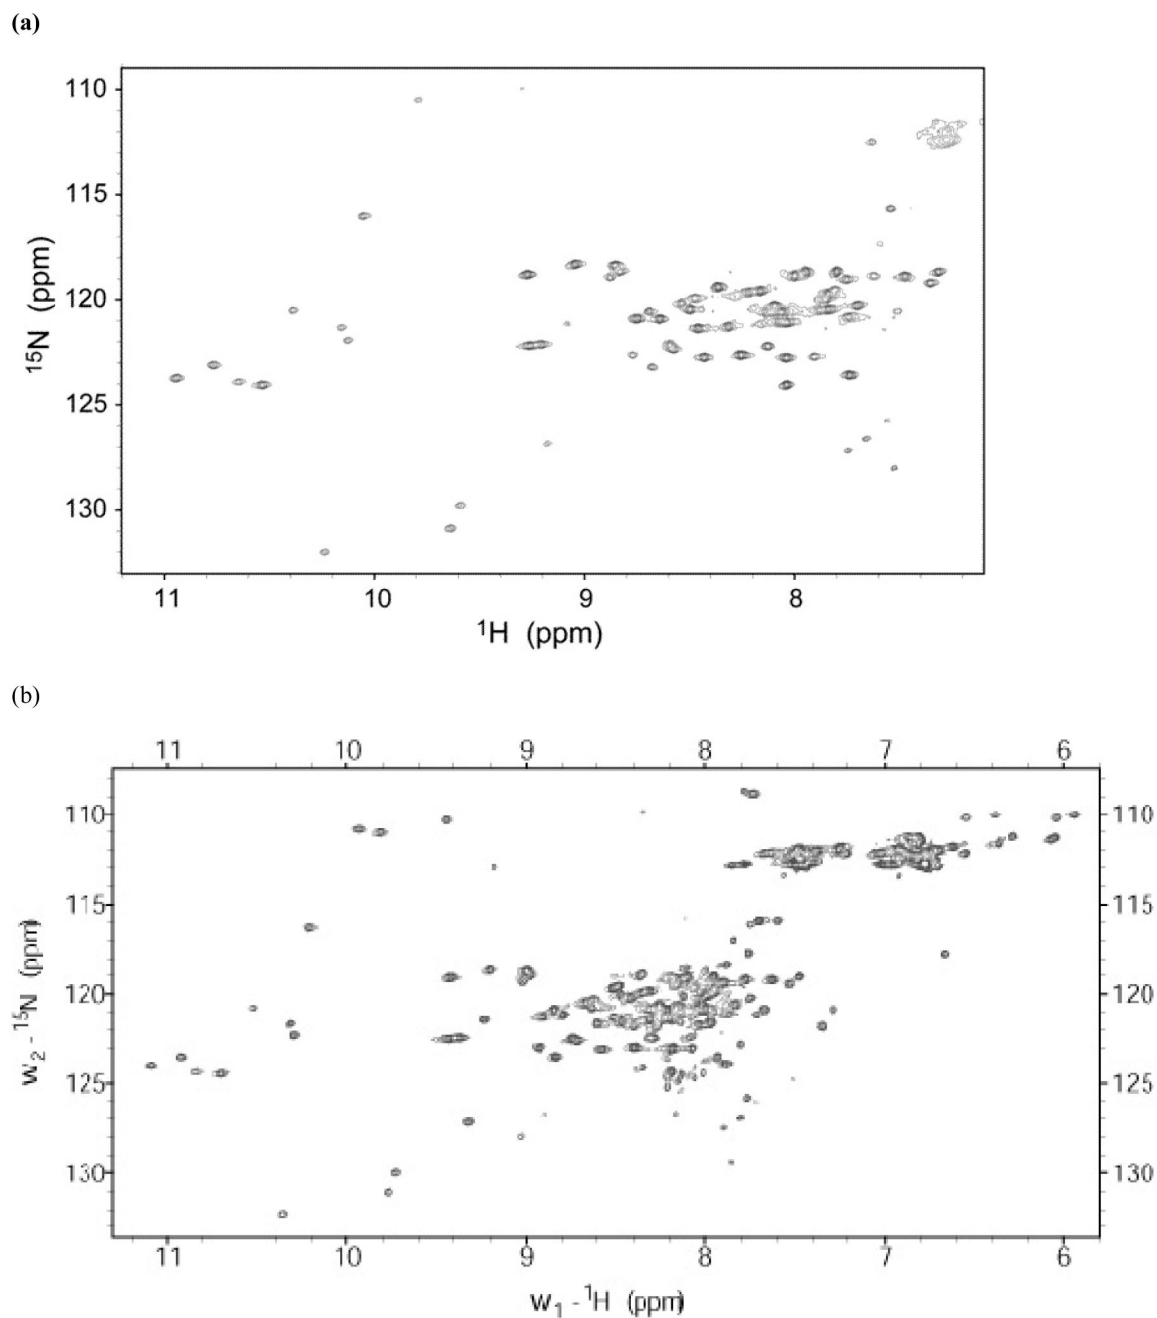 (a)
110
115
120
125
130
15N (ppm)
11 10 9 8
1H (ppm)
(b)
11 10 9 8 7 6
110 110
115 115
120 120
125 125
130 130
w2 - 15N (ppm)
11 10 9 8 7 6
w1 - 1H (ppm)